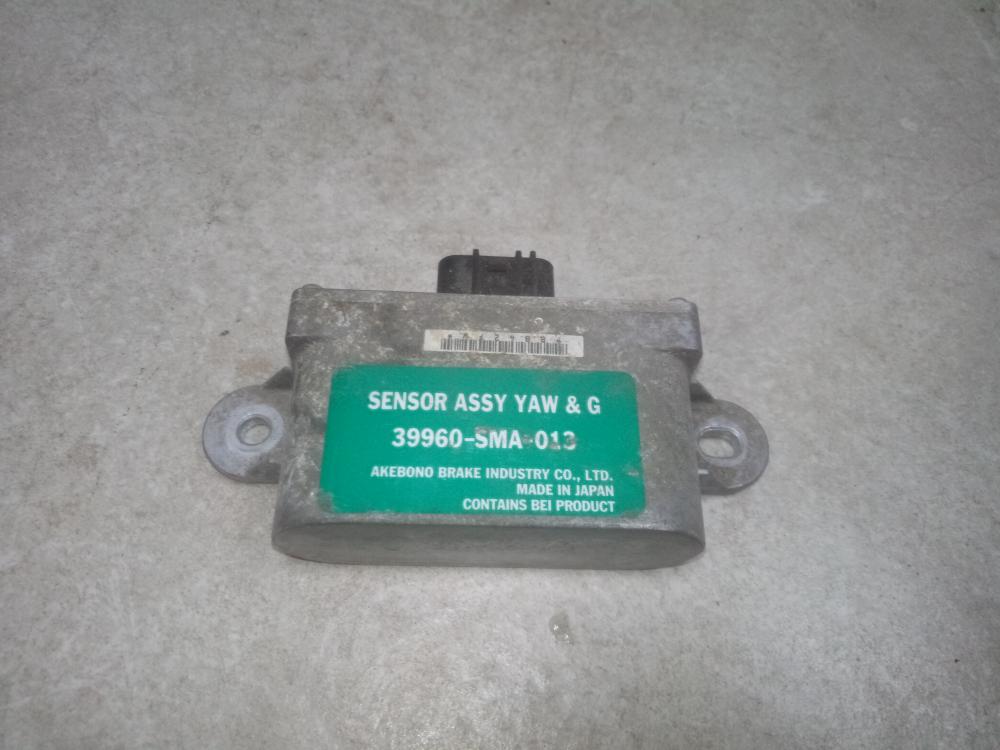 SENSOR ASSY YAW & G
39960-SMA-013
AKEBONO BRAKE INDUSTRY CO., LTD.
MADE IN JAPAN
CONTAINS BEI PRODUCT